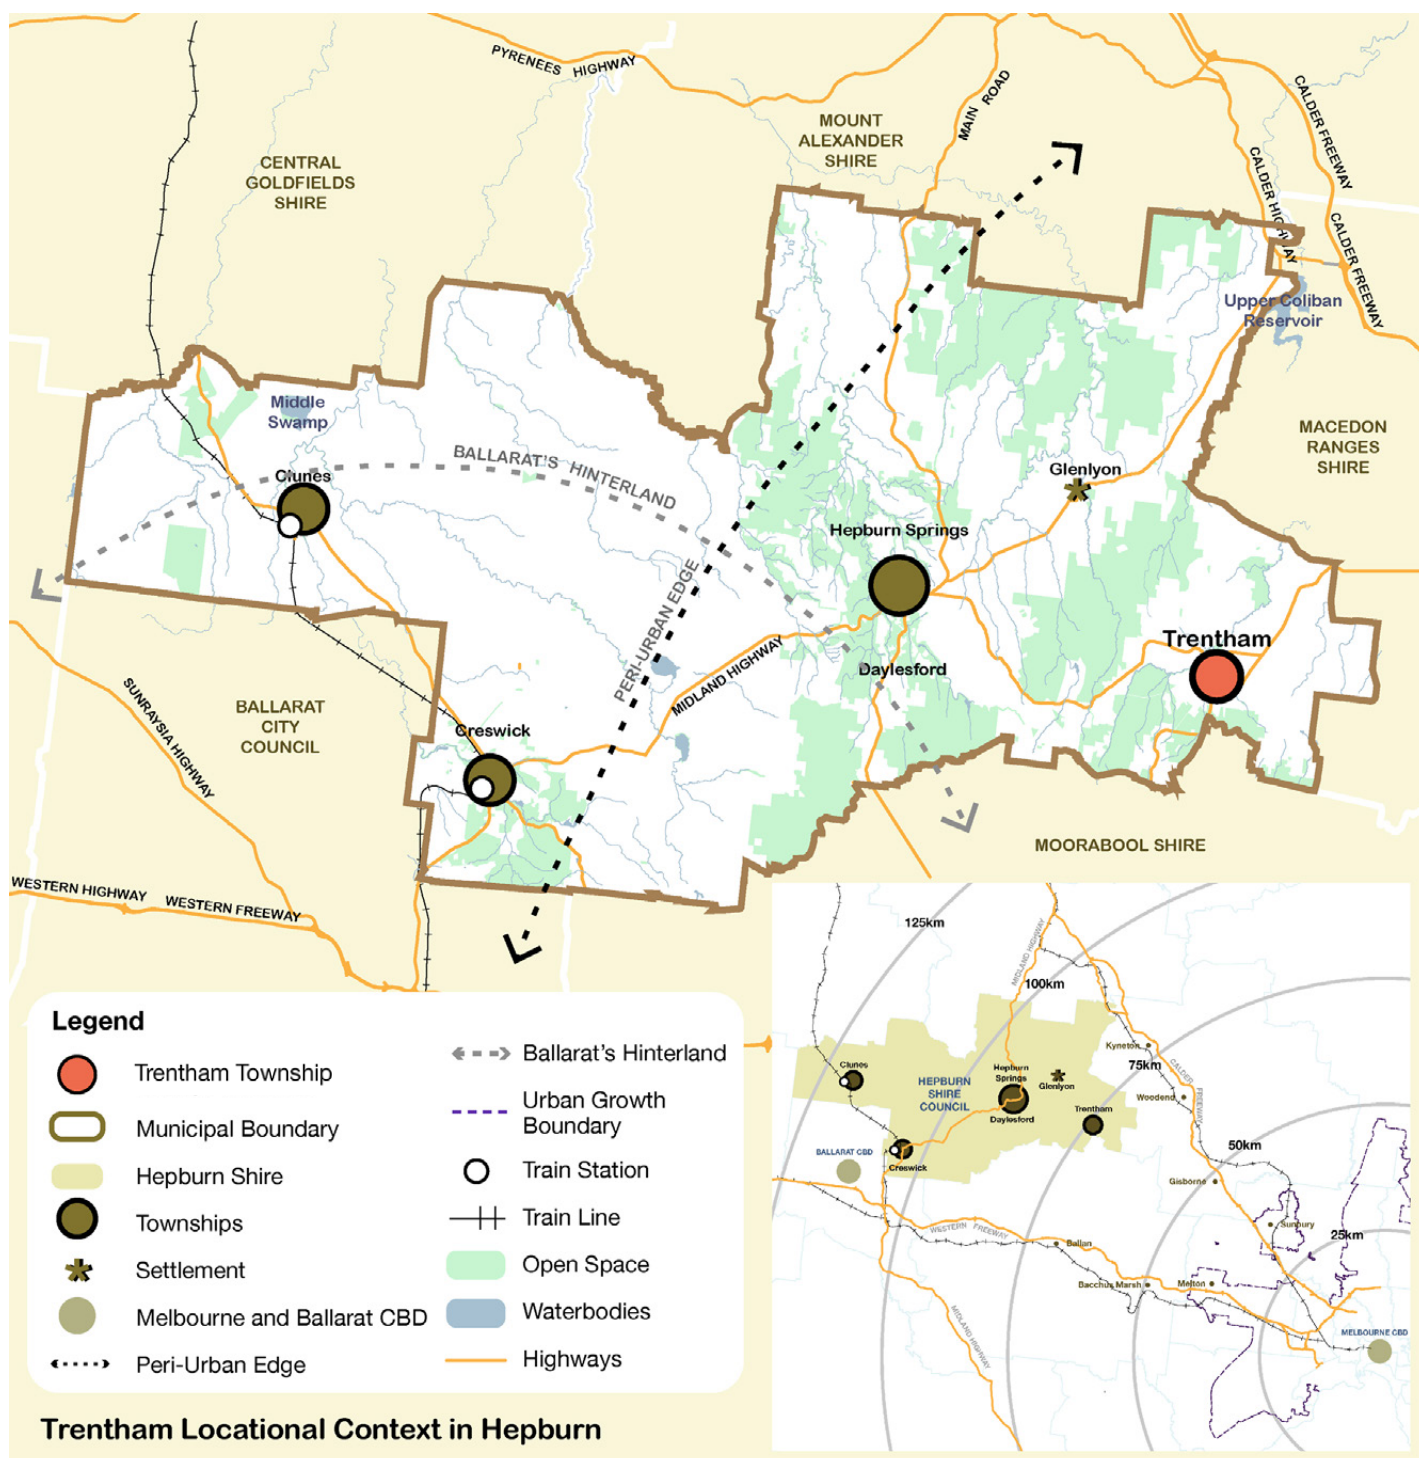 PYRENEES HIGHWAY
MAIN ROAD
CALDER FREEWAY
CALDER HIGHWAY
CALDER FREEWAY
MOUNT
ALEXANDER
SHIRE
CENTRAL
GOLDFIELDS
SHIRE
Upper Coliban
Reservoir
Middle
Swamp
MACEDON
RANGES
SHIRE
BALLARAT'S HINTERLAND
Clunes
Glenlyon
Hepburn Springs
PERI-URBAN EDGE
Trentham
MIDLAND HIGHWAY
Daylesford
SUNRAYSIA HIGHWAY
BALLARAT
CITY
COUNCIL
Creswick
MOORABOOL SHIRE
WESTERN HIGHWAY
WESTERN FREEWAY
Legend
Trentham Township
Municipal Boundary
Hepburn Shire
Townships
Settlement
Melbourne and Ballarat CBD
Peri-Urban Edge
Ballarat's Hinterland
Urban Growth
Boundary
Train Station
Train Line
Open Space
Waterbodies
Highways
Trentham Locational Context in Hepburn
125km
MIDLAND HIGHWAY
100km
Kyneton
75km
CALDER FREEWAY
Clunes
HEPBURN
SHIRE
COUNCIL
Hepburn
Springs
Glenlyon
Daylesford
Trentham
Woodend
50km
BALLARAT CBD
Creswick
Gisborne
Sunbury
25km
WESTERN FREEWAY
Ballan
Bacchus Marsh
Melton
MIDLAND HIGHWAY
MELBOURNE CBD